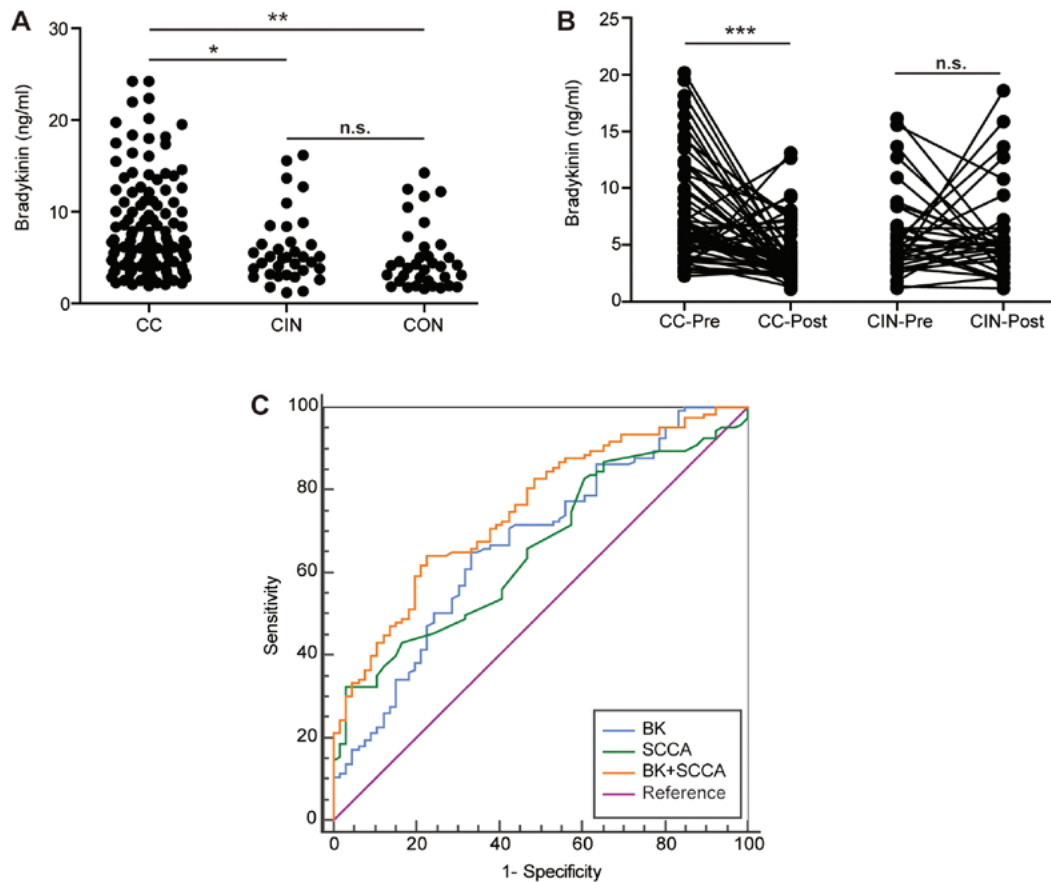 A
Bradykinin (ng/ml)
30
20
10
0
**
*
n.s.
CC
CIN
CON
B
Bradykinin (ng/ml)
25
20
15
10
5
0
***
n.s.
CC-Pre
CC-Post
CIN-Pre
CIN-Post
C
Sensitivity
100
80
60
40
20
0
BK
SCCA
BK+SCCA
Reference
0
20
40
60
80
100
1- Specificity